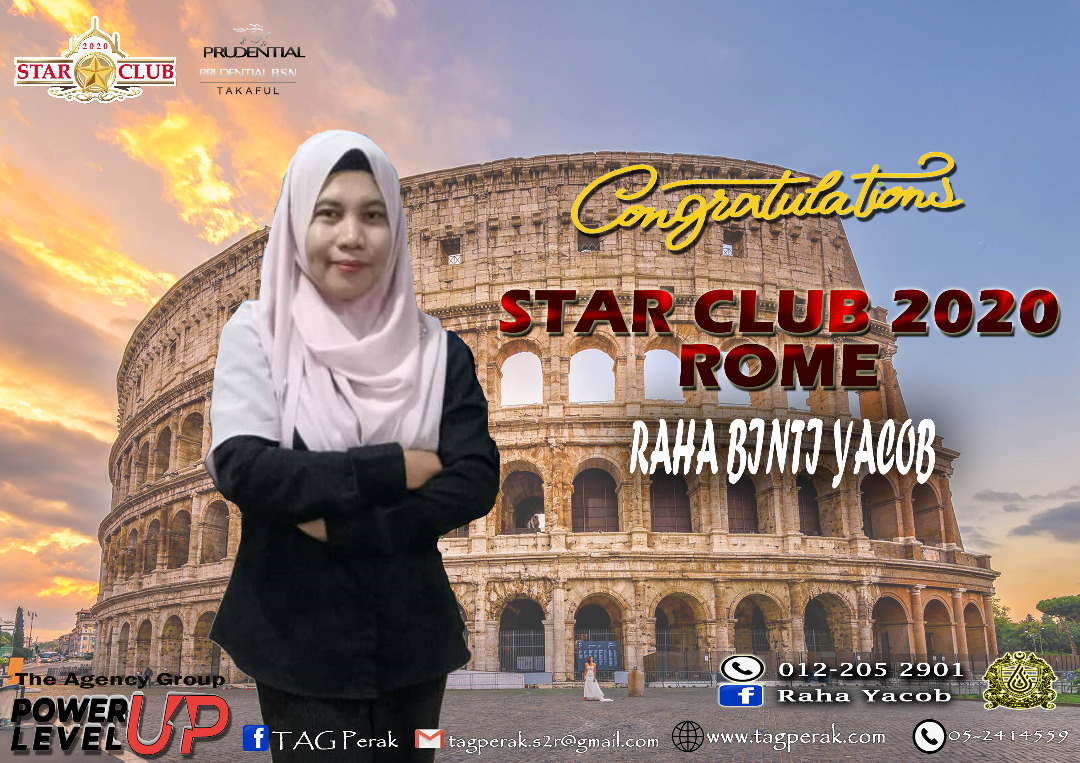 2020
STAR CLUB
PRUDENTIAL
PRUDENTIAL BSN
TAKAFUL
Congratulations
STAR CLUB 2020
ROME
RAHA BINTI YACOB
012-205 2901
Raha Yacob
The Agency Group
POWER
LEVEL UP
TAG Perak
tagperak.s2r@gmail.com
www.tagperak.com
05-2414559